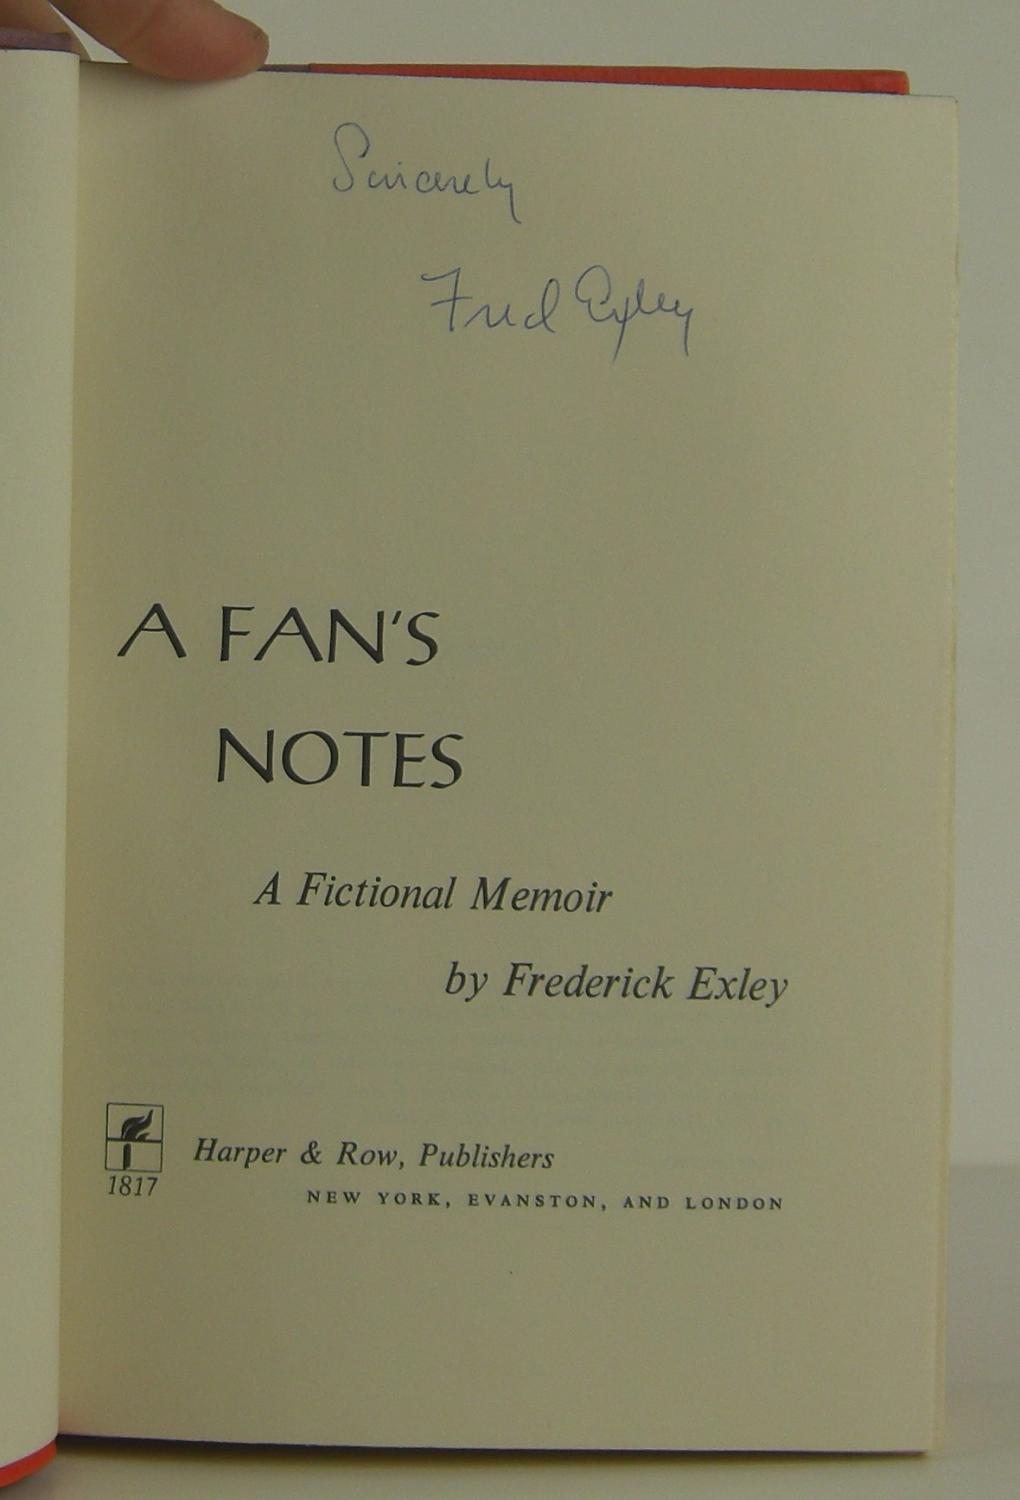 Sincerely
Fred Exley
A FAN'S
NOTES
A Fictional Memoir
by Frederick Exley
1817
Harper & Row, Publishers
NEW YORK, EVANSTON, AND LONDON